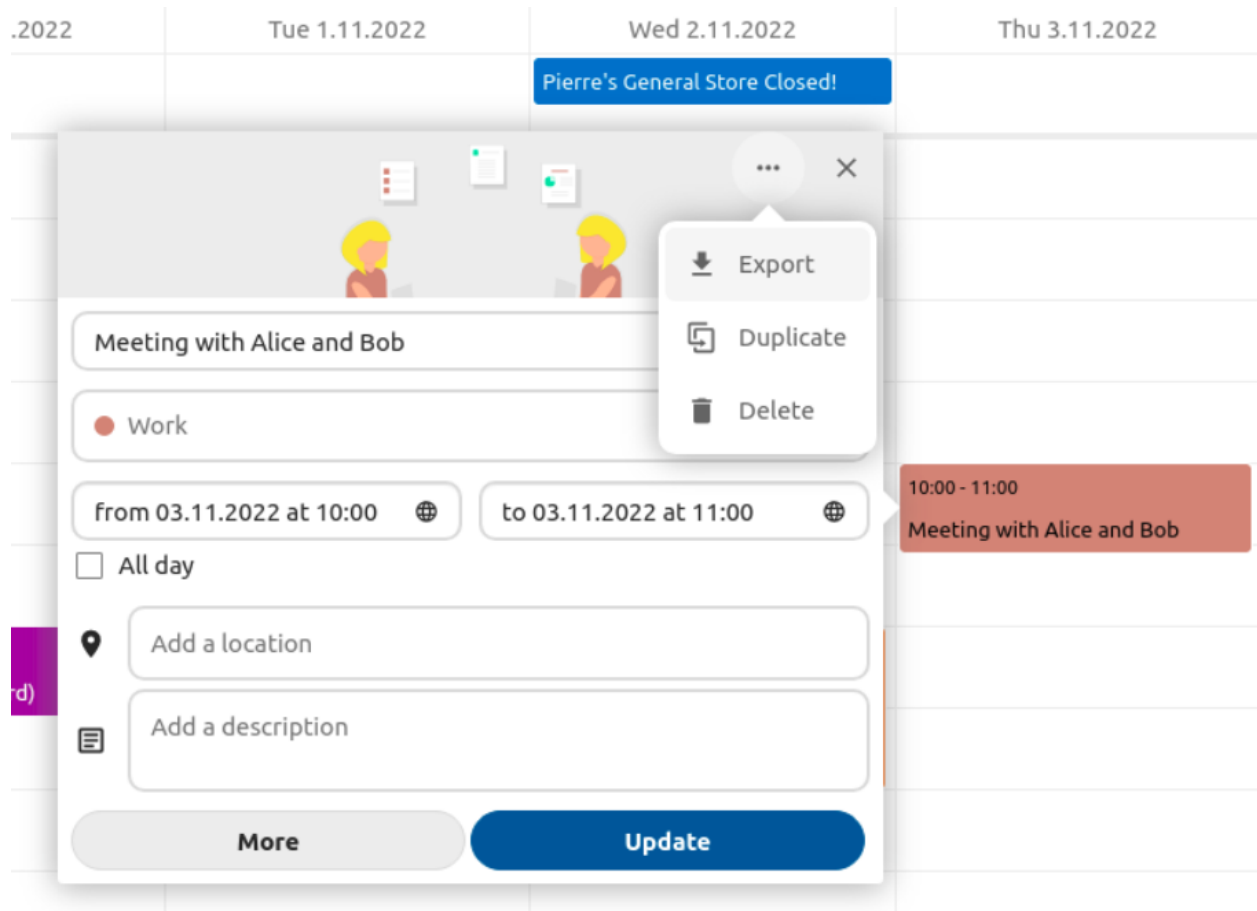 .2022
Tue 1.11.2022
Wed 2.11.2022
Thu 3.11.2022
Pierre's General Store Closed!
Export
Duplicate
Delete
Meeting with Alice and Bob
Work
from 03.11.2022 at 10:00
to 03.11.2022 at 11:00
10:00 - 11:00
Meeting with Alice and Bob
All day
Add a location
rd)
Add a description
More
Update